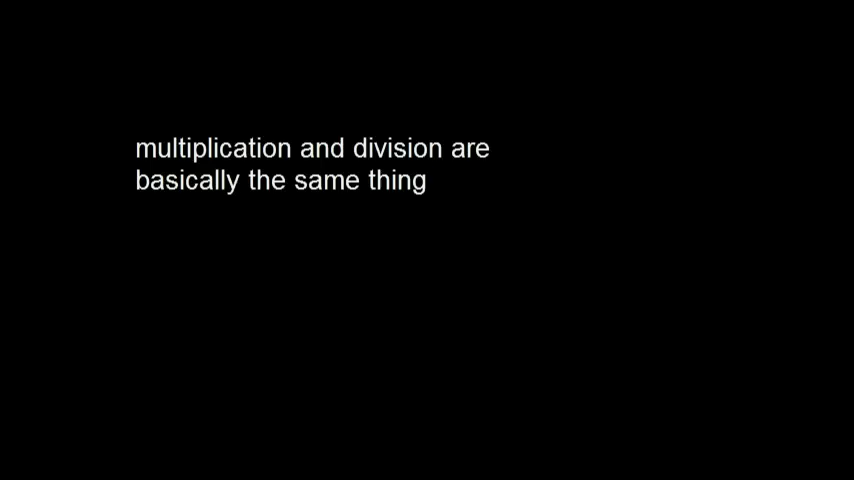 multiplication and division are
basically the same thing